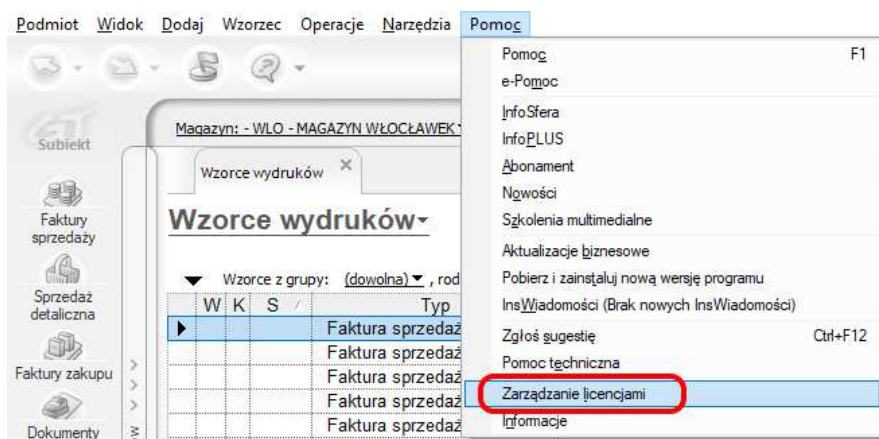 Podmiot Widok Dodaj Wzorzec Operacje Narzędzia Pomoc
GT
Subiekt
Faktury
sprzedaży
Sprzedaż
detaliczna
Faktury zakupu
Dokumenty
Magazyn: - WLO - MAGAZYN WŁOCŁAWEK
Wzorce wydruków
Wzorce wydruków
Wzorce z grupy: (dowolna) , rod
W K S Typ
Faktura sprzedaż
Faktura sprzedaż
Faktura sprzedaż
Faktura sprzedaż
Faktura sprzedaż
Pomoc F1
e-Pomoc
InfoSfera
InfoPLUS
Abonament
Nowości
Szkolenia multimedialne
Aktualizacje biznesowe
Pobierz i zainstaluj nową wersję programu
InsWiadomości (Brak nowych InsWiadomości)
Zgłoś sugestię Ctrl+F12
Pomoc techniczna
Zarządzanie licencjami
Informacje